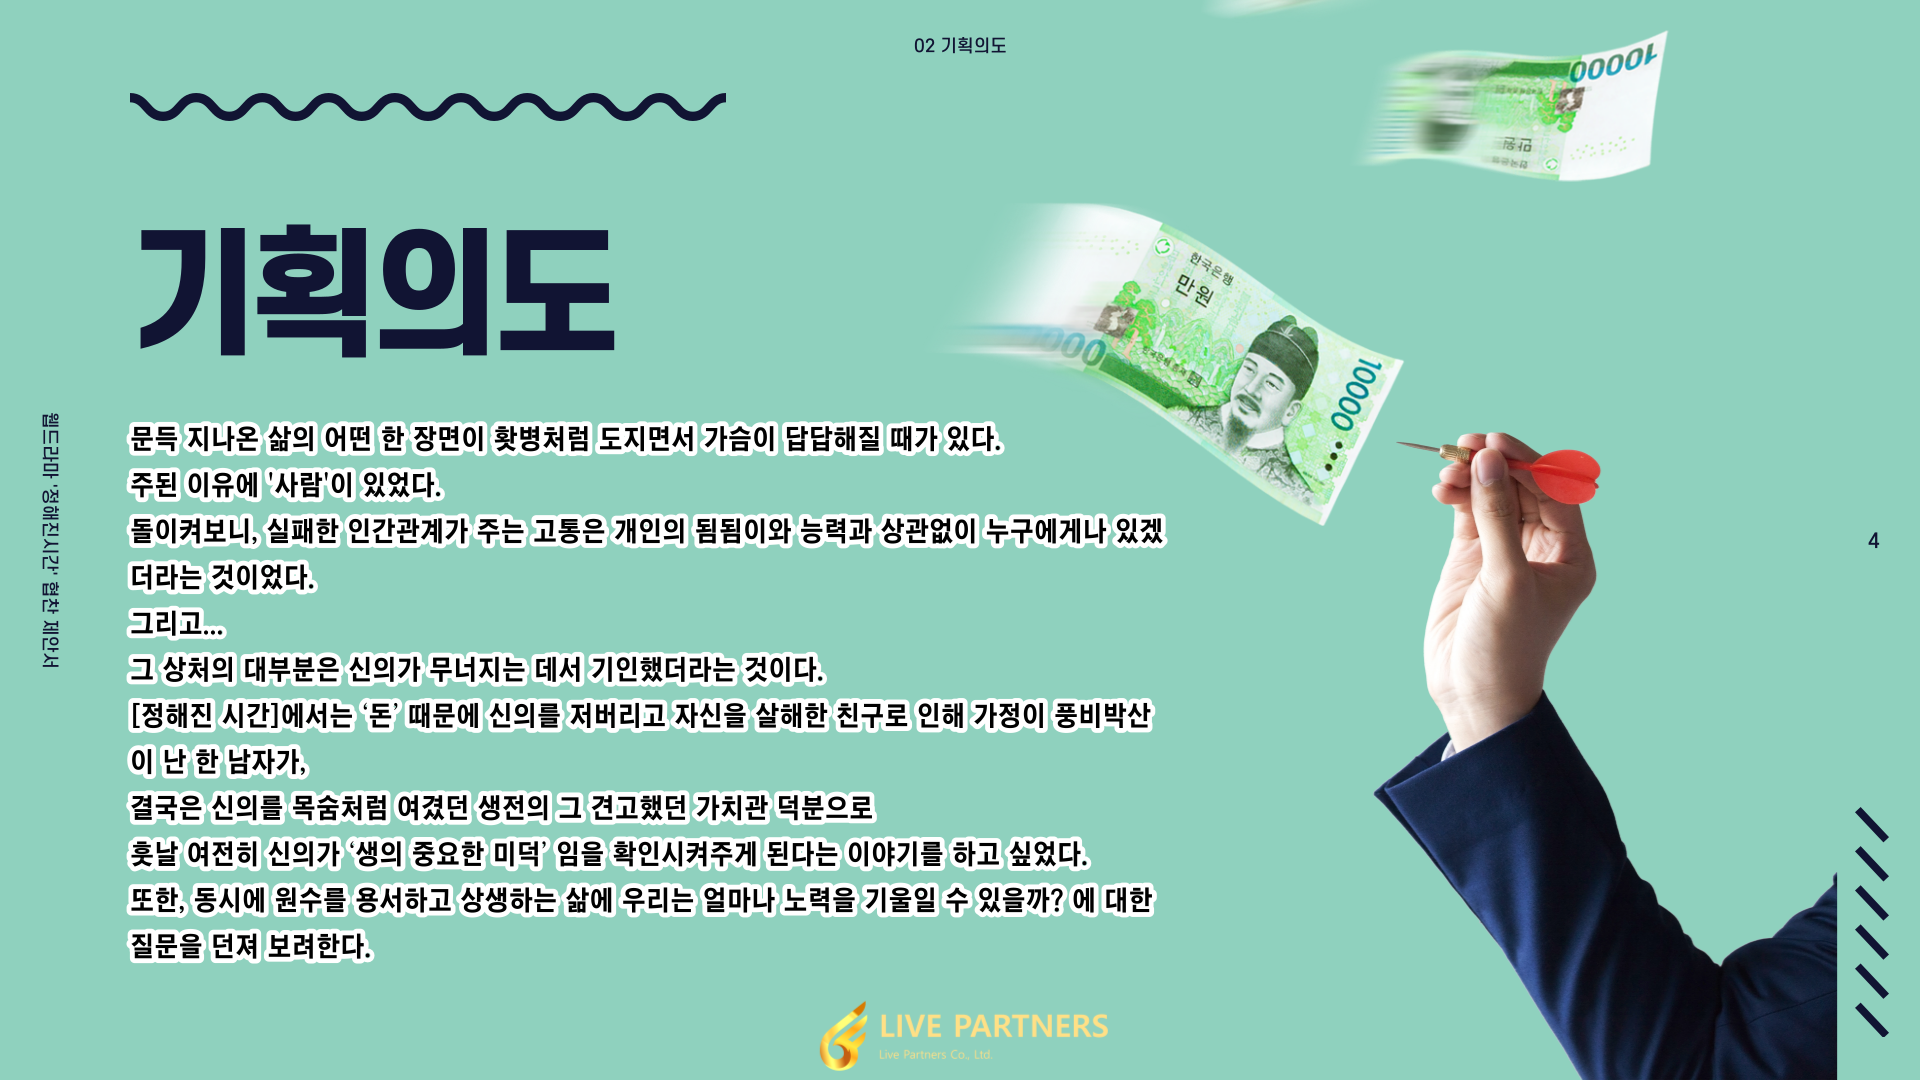 02 기획의도
기획의도
문득 지나온 삶의 어떤 한 장면이 홧병처럼 도지면서 가슴이 답답해질 때가 있다.
주된 이유에 '사람'이 있었다.
돌이켜보니, 실패한 인간관계가 주는 고통은 개인의 됨됨이와 능력과 상관없이 누구에게나 있겠
더라는 것이었다.
그리고...
그 상처의 대부분은 신의가 무너지는 데서 기인했더라는 것이다.
[정해진 시간]에서는 ‘돈’ 때문에 신의를 저버리고 자신을 살해한 친구로 인해 가정이 풍비박산
이 난 한 남자가,
결국은 신의를 목숨처럼 여겼던 생전의 그 견고했던 가치관 덕분으로
훗날 여전히 신의가 ‘생의 중요한 미덕’ 임을 확인시켜주게 된다는 이야기를 하고 싶었다.
또한, 동시에 원수를 용서하고 상생하는 삶에 우리는 얼마나 노력을 기울일 수 있을까? 에 대한
질문을 던져 보려한다.
웹드라마 '정해진시간' 협찬 제안서
4
10000
만원
한국은행
한국은행
만원
10000
LIVE PARTNERS
Live Partners Co., Ltd.